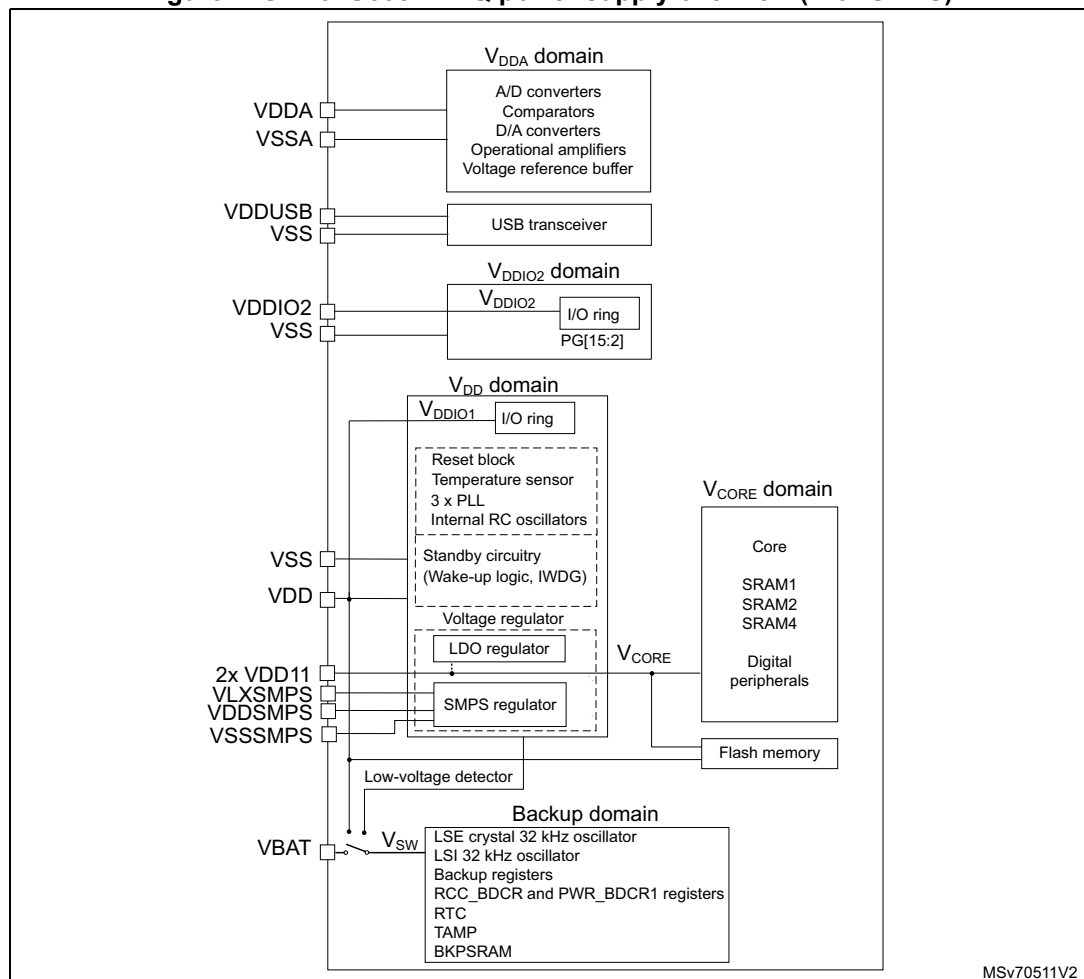 VDDA domain
A/D converters
Comparators
D/A converters
Operational amplifiers
Voltage reference buffer
VDDA
VSSA
VDDUSB
VSS
USB transceiver
VDDIO2 domain
VDDIO2
VSS
VDDIO2
I/O ring
PG[15:2]
VDD domain
VDDIO1
I/O ring
Reset block
Temperature sensor
3 x PLL
Internal RC oscillators
Standby circuitry
(Wake-up logic, IWDG)
VSS
VDD
Voltage regulator
LDO regulator
2x VDD11
VLXSMPS
VDDSMPS
VSSSMPS
SMPS regulator
VCORE
VCORE domain
Core
SRAM1
SRAM2
SRAM4
Digital
peripherals
Flash memory
Low-voltage detector
Backup domain
VBAT
VSW
LSE crystal 32 kHz oscillator
LSI 32 kHz oscillator
Backup registers
RCC_BDCR and PWR_BDCR1 registers
RTC
TAMP
BKPSRAM
MSv70511V2